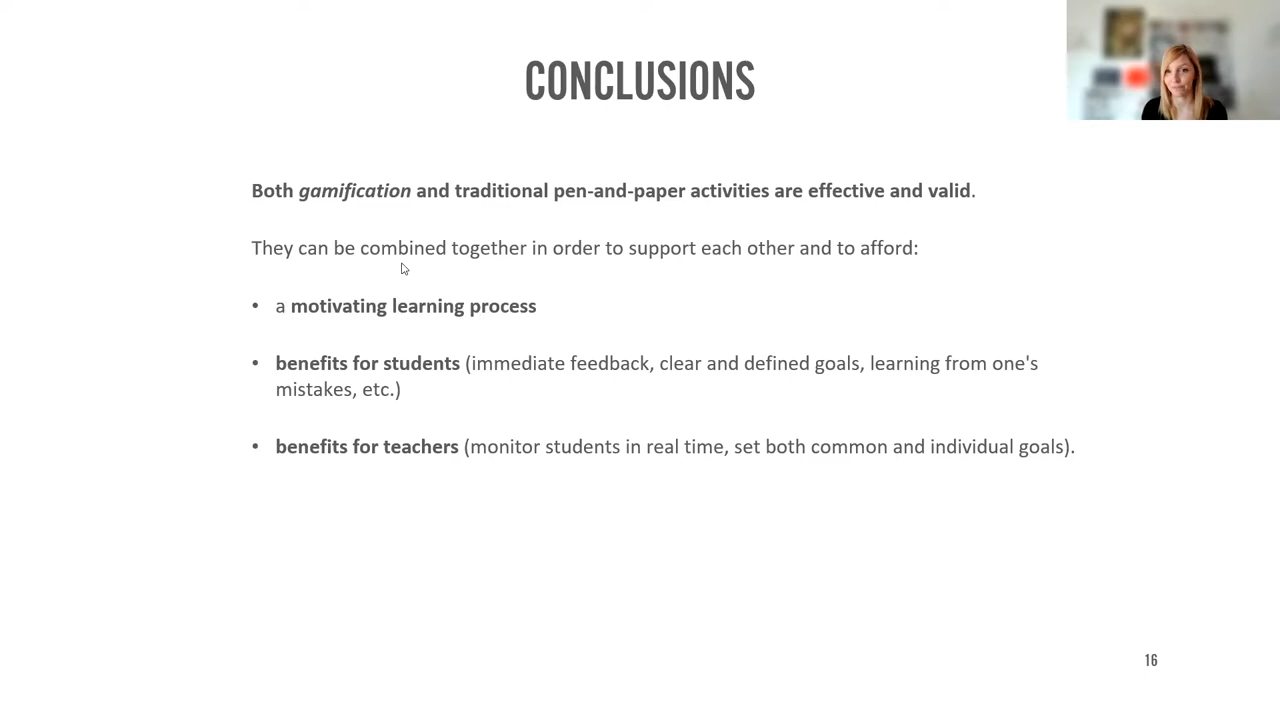 CONCLUSIONS
Both gamification and traditional pen-and-paper activities are effective and valid.
They can be combined together in order to support each other and to afford:
• a motivating learning process
• benefits for students (immediate feedback, clear and defined goals, learning from one's
mistakes, etc.)
• benefits for teachers (monitor students in real time, set both common and individual goals).
16